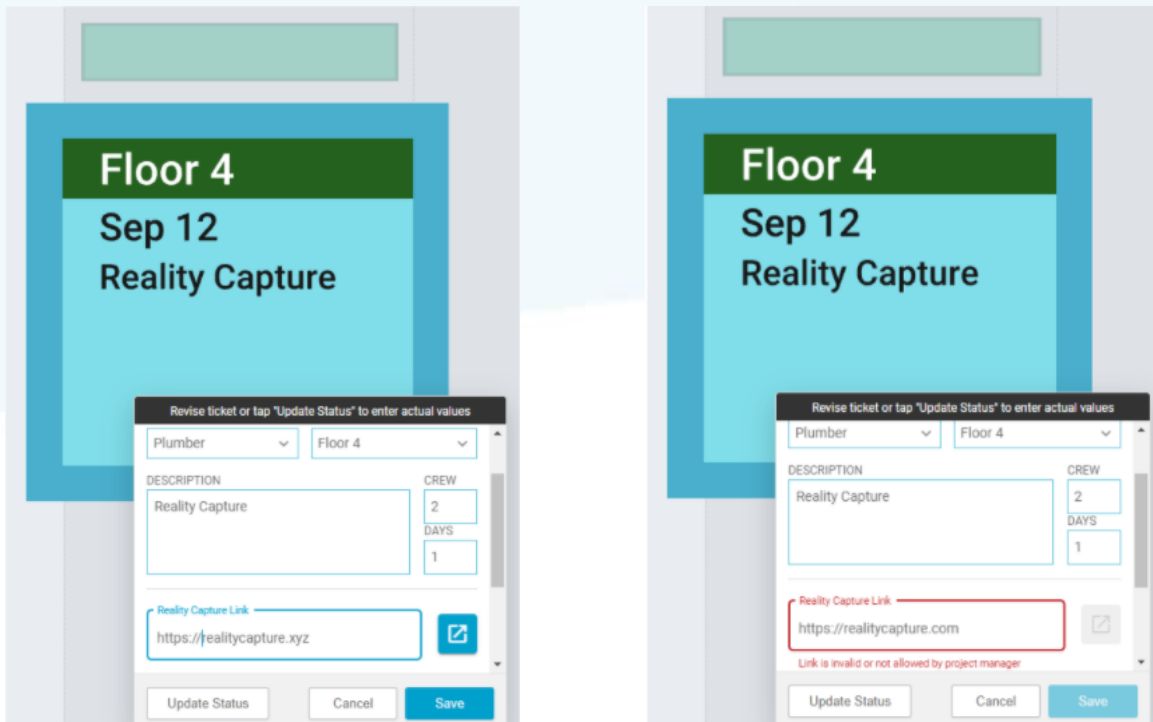 Floor 4
Sep 12
Reality Capture
Revise ticket or tap "Update Status" to enter actual values
Plumber
Floor 4
DESCRIPTION
CREW
Reality Capture
2
DAYS
1
Reality Capture Link
https://realitycapture.xyz
Update Status
Cancel
Save
Floor 4
Sep 12
Reality Capture
Revise ticket or tap "Update Status" to enter actual values
Plumber
Floor 4
DESCRIPTION
CREW
Reality Capture
2
DAYS
1
Reality Capture Link
https://realitycapture.com
Link is invalid or not allowed by project manager
Update Status
Cancel
Save